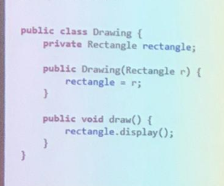 public class Drawing {
private Rectangle rectangle;
public Drawing(Rectangle r) {
rectangle = r;
}
public void draw() {
rectangle.display();
}
}